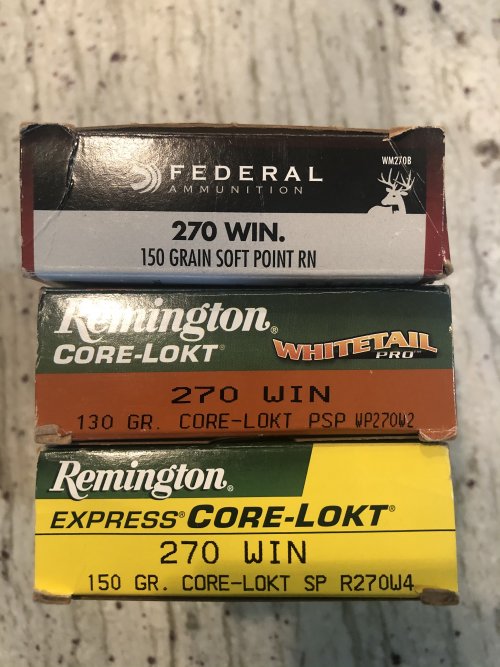 FEDERAL
AMMUNITION
WM270B
270 WIN.
150 GRAIN SOFT POINT RN
Remington®
CORE-LOKT® WHITETAIL
PRO™
270 WIN
130 GR. CORE-LOKT PSP WP270W2
Remington®
EXPRESS® CORE-LOKT®
270 WIN
150 GR. CORE-LOKT SP R270W4